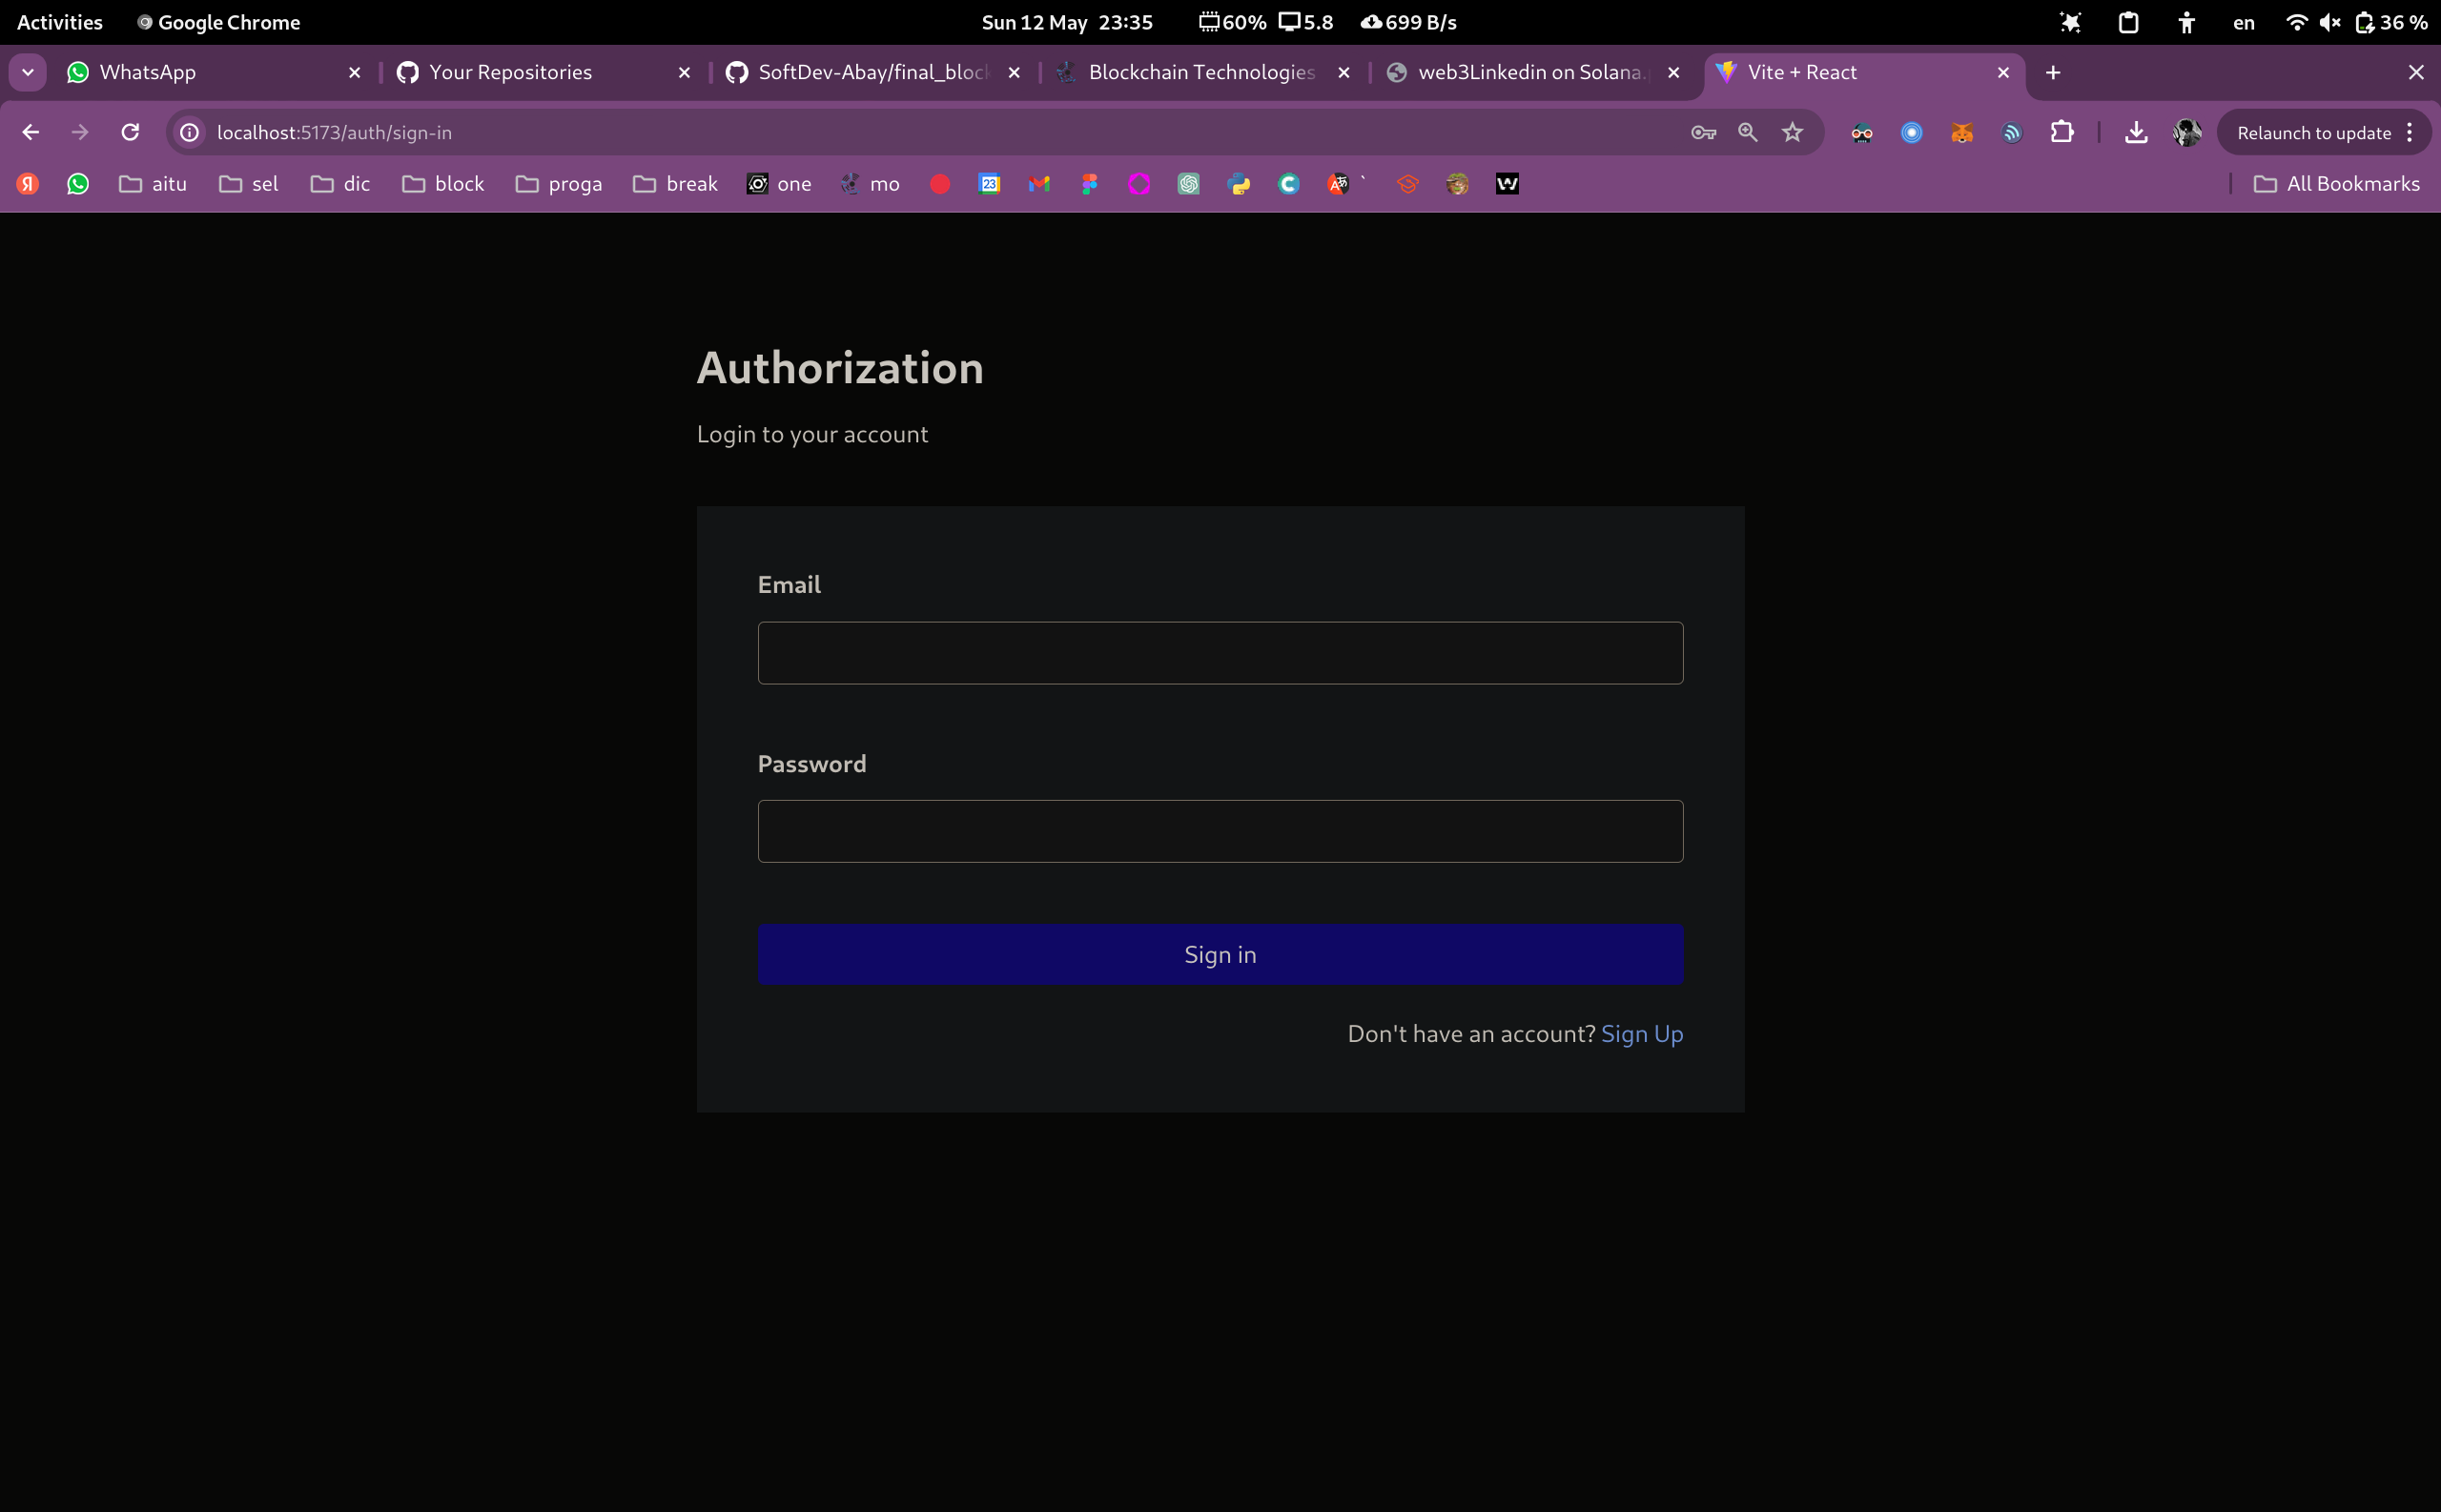 Activities Google Chrome Sun 12 May 23:35 60% 5.8 699 B/s en 36 %
WhatsApp Your Repositories SoftDev-Abay/final_block Blockchain Technologies web3Linkedin on Solana. Vite + React
localhost:5173/auth/sign-in Relaunch to update
aitu sel dic block proga break one mo 23 ` All Bookmarks
Authorization
Login to your account
Email
Password
Sign in
Don't have an account? Sign Up